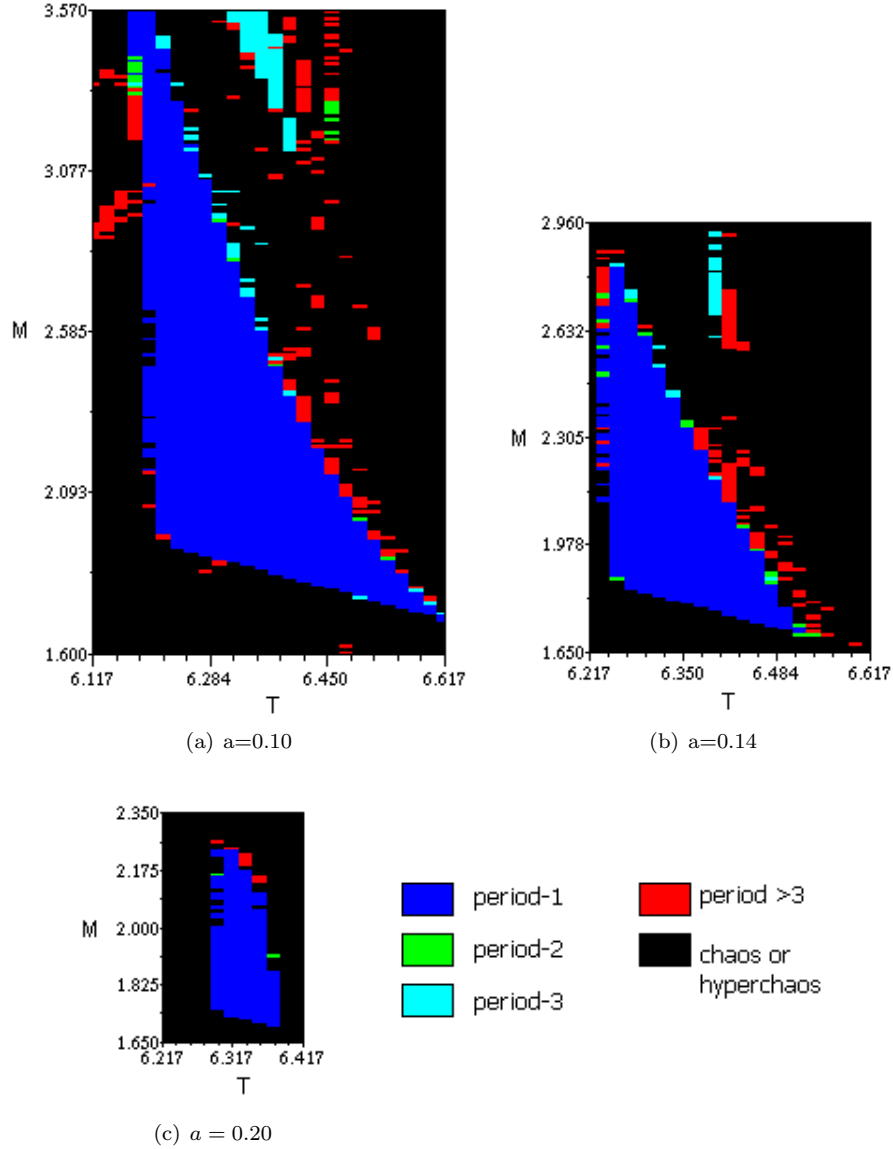 3.570
3.077
M
2.585
2.093
1.600
6.117 6.284 6.450 6.617
T
(a) a=0.10
2.960
2.632
M
2.305
1.978
1.650
6.217 6.350 6.484 6.617
T
(b) a=0.14
2.350
2.175
M
2.000
1.825
1.650
6.217 6.317 6.417
T
(c) a = 0.20
period-1
period-2
period-3
period >3
chaos or
hyperchaos